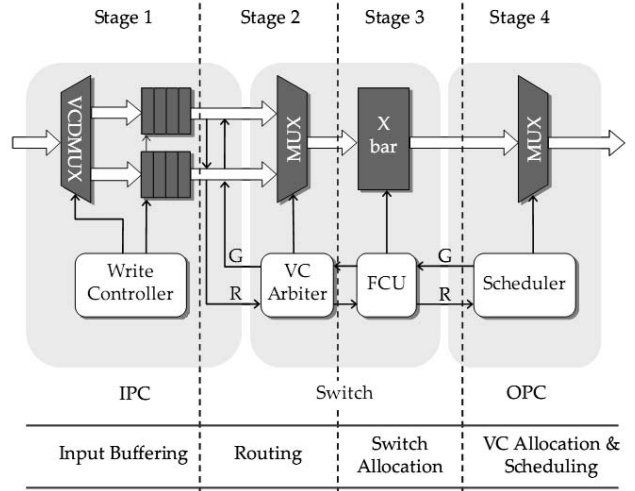 Stage 1
Stage 2
Stage 3
Stage 4
VCDMUX
MUX
X
bar
MUX
Write
Controller
G
R
VC
Arbiter
FCU
G
R
Scheduler
IPC
Switch
OPC
Input Buffering
Routing
Switch
Allocation
VC Allocation &
Scheduling